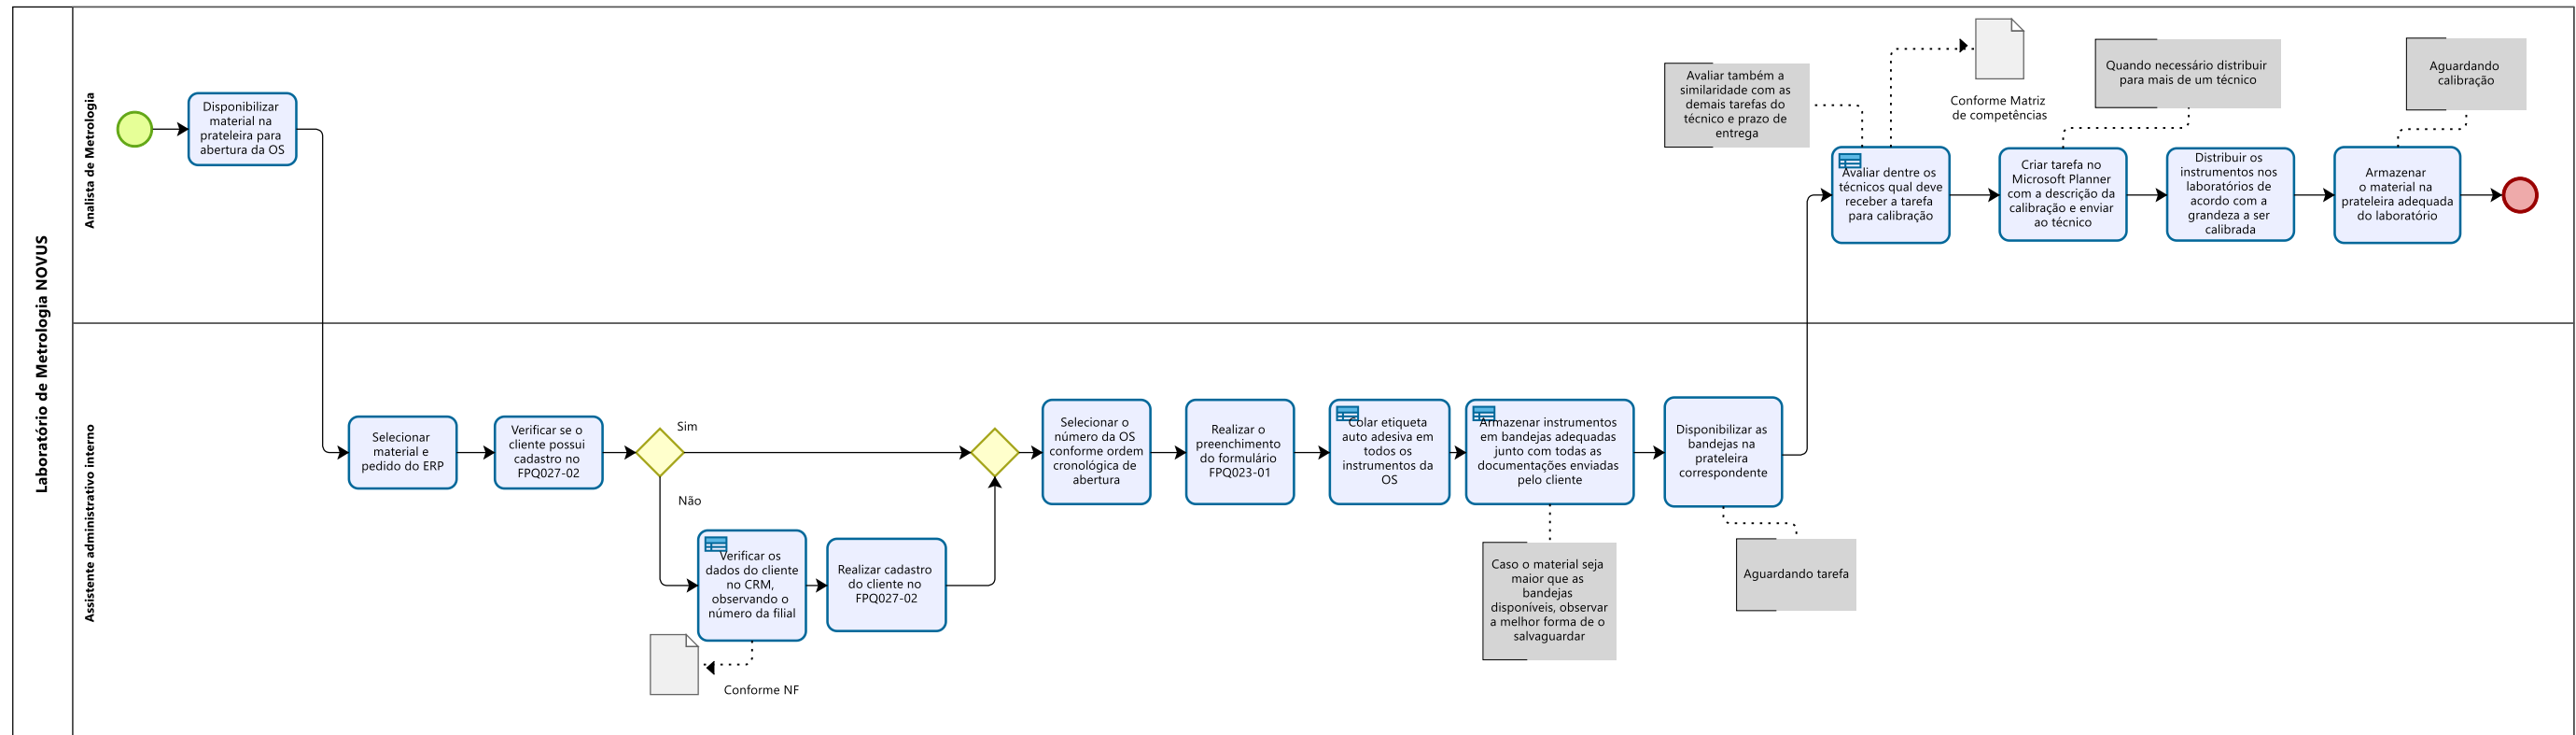 Laboratório de Metrologia NOVUS
Analista de Metrologia
Disponibilizar
material na
prateleira para
abertura da OS
Avaliar também a
similaridade com as
demais tarefas do
técnico e prazo de
entrega
Conforme Matriz
de competências
Quando necessário distribuir
para mais de um técnico
Aguardando
calibração
Avaliar dentre os
técnicos qual deve
receber a tarefa
para calibração
Criar tarefa no
Microsoft Planner
com a descrição da
calibração e enviar
ao técnico
Distribuir os
instrumentos nos
laboratórios de
acordo com a
grandeza a ser
calibrada
Armazenar
o material na
prateleira adequada
do laboratório
Assistente administrativo interno
Selecionar
material e
pedido do ERP
Verificar se o
cliente possui
cadastro no
FPQ027-02
Sim
Não
Verificar os
dados do cliente
no CRM,
observando o
número da filial
Conforme NF
Realizar cadastro
do cliente no
FPQ027-02
Selecionar o
número da OS
conforme ordem
cronológica de
abertura
Realizar o
preenchimento
do formulário
FPQ023-01
Colar etiqueta
auto adesiva em
todos os
instrumentos da
OS
Armazenar instrumentos
em bandejas adequadas
junto com todas as
documentações enviadas
pelo cliente
Caso o material seja
maior que as
bandejas
disponíveis, observar
a melhor forma de o
salvaguardar
Disponibilizar as
bandejas na
prateleira
correspondente
Aguardando tarefa